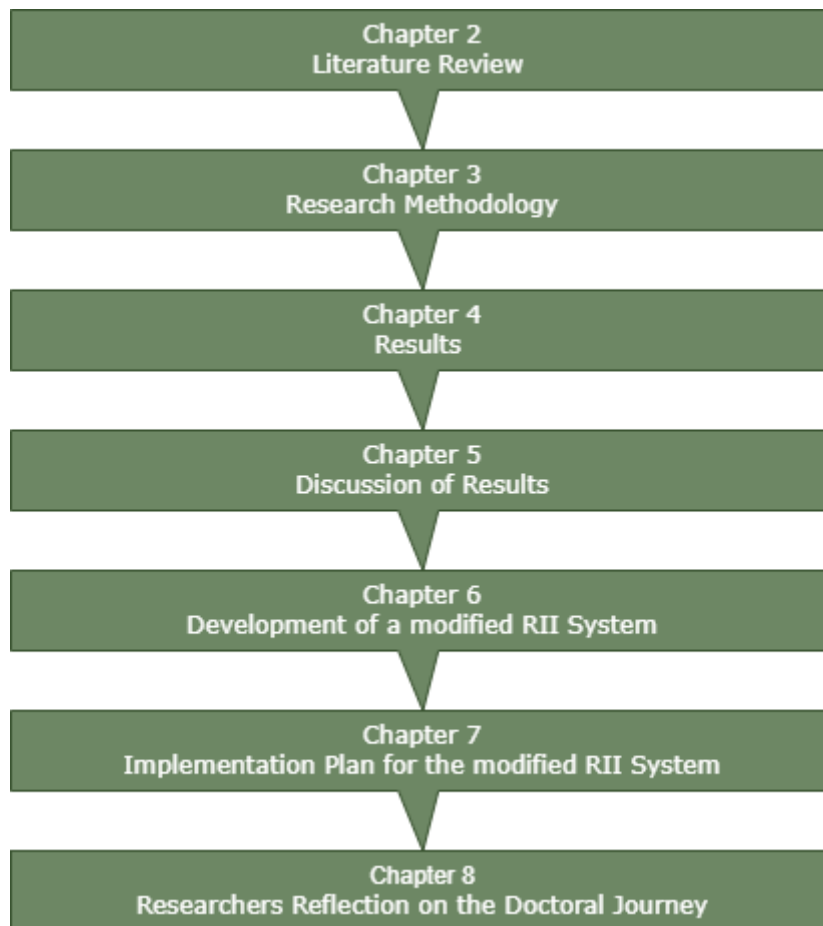 Chapter 2
Literature Review
Chapter 3
Research Methodology
Chapter 4
Results
Chapter 5
Discussion of Results
Chapter 6
Development of a modified RII System
Chapter 7
Implementation Plan for the modified RII System
Chapter 8
Researchers Reflection on the Doctoral Journey